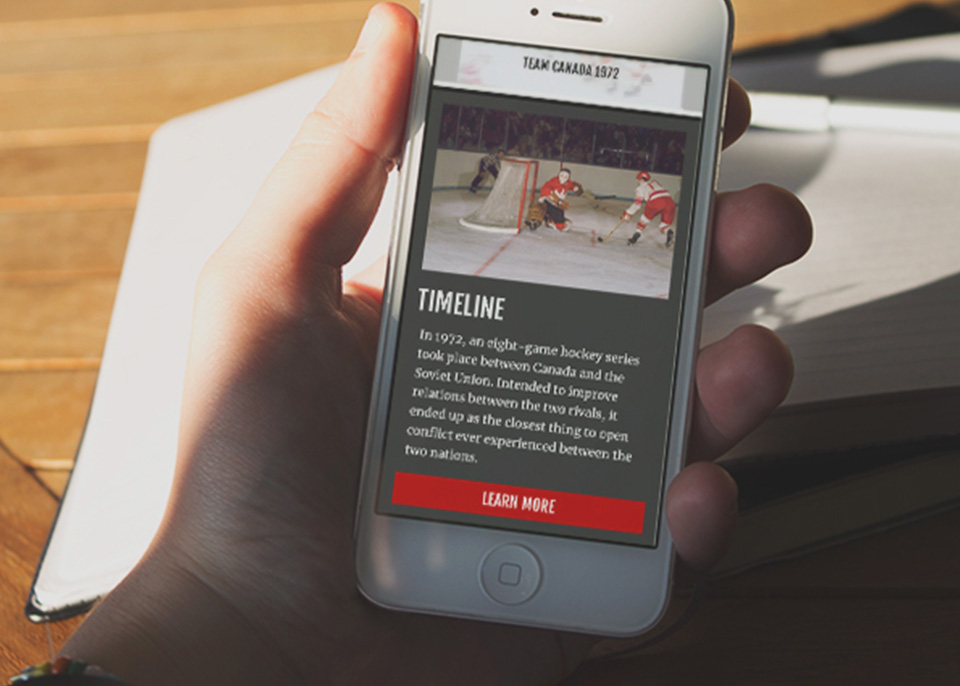 TEAM CANADA 1972
TIMELINE
In 1972, an eight-game hockey series
took place between Canada and the
Soviet Union. Intended to improve
relations between the two rivals, it
ended up as the closest thing to open
conflict ever experienced between the
two nations.
LEARN MORE